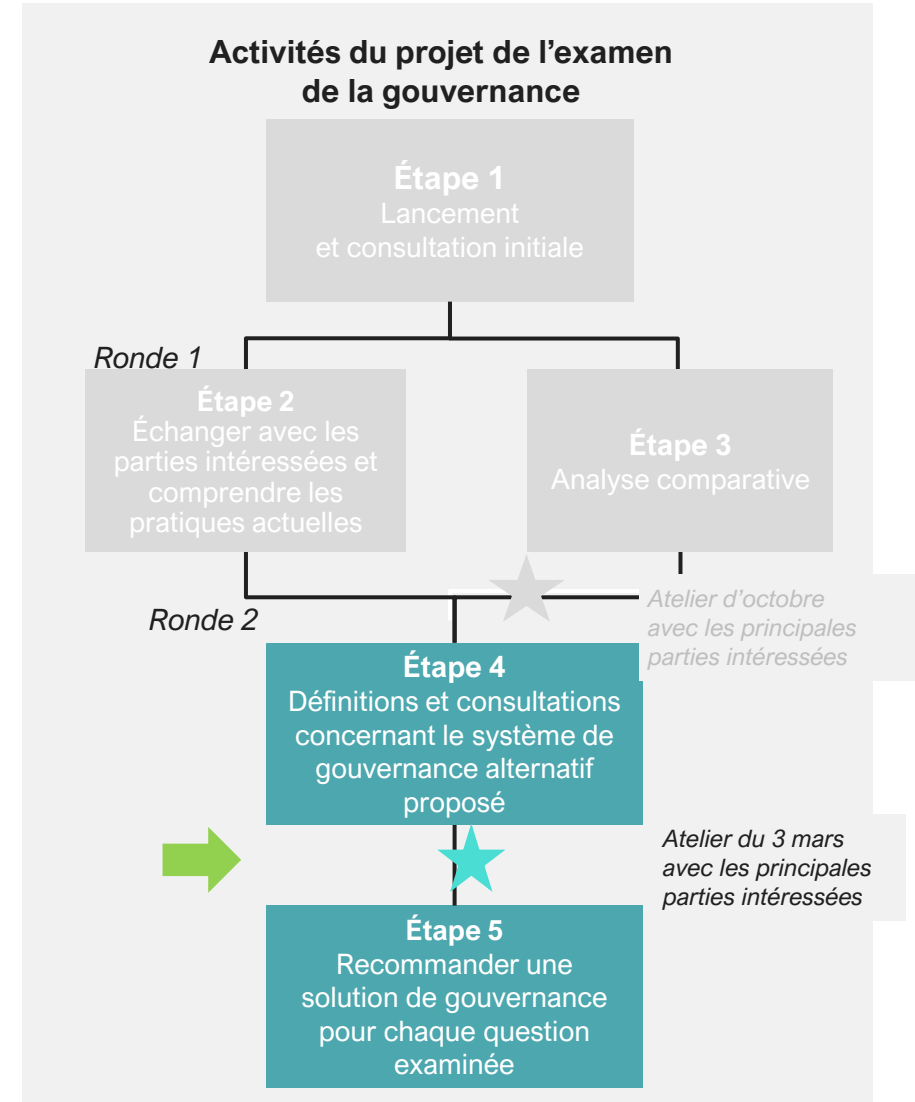 Activités du projet de l’examen
de la gouvernance
Étape 1
Lancement
et consultation initiale
Ronde 1
Étape 2
Échanger avec les
parties intéressées et
comprendre les
pratiques actuelles
Étape 3
Analyse comparative
Ronde 2
Atelier d’octobre
avec les principales
parties intéressées
Étape 4
Définitions et consultations
concernant le système de
gouvernance alternatif
proposé
Atelier du 3 mars
avec les principales
parties intéressées
Étape 5
Recommander une
solution de gouvernance
pour chaque question
examinée